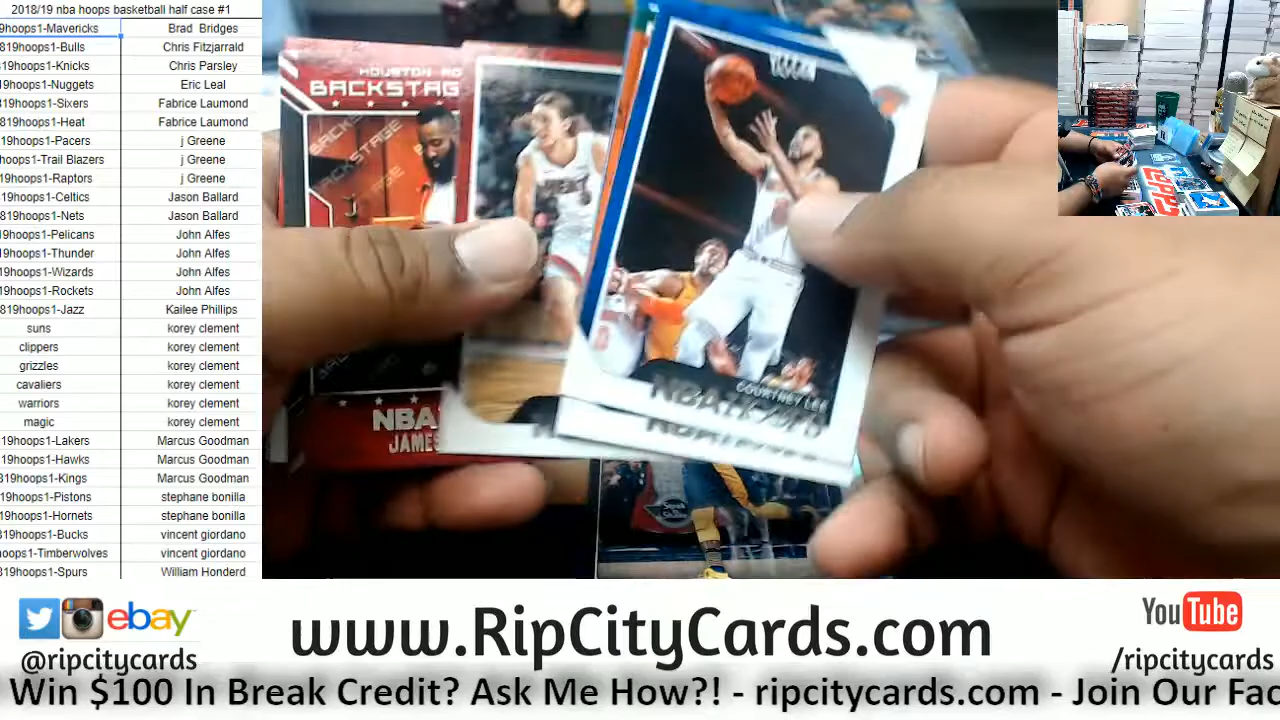 2018/19 nba hoops basketball half case #1
9hoops1-Mavericks Brad Bridges
819hoops1-Bulls Chris Fitzjarrald
19hoops1-Knicks Chris Parsley
19hoops1-Nuggets Eric Leal
819hoops1-Sixers Fabrice Laumond
819hoops1-Heat Fabrice Laumond
19hoops1-Pacers j Greene
hoops1-Trail Blazers j Greene
19hoops1-Raptors j Greene
19hoops1-Celtics Jason Ballard
819hoops1-Nets Jason Ballard
19hoops1-Pelicans John Alfes
19hoops1-Thunder John Alfes
19hoops1-Wizards John Alfes
19hoops1-Rockets John Alfes
819hoops1-Jazz Kailee Phillips
suns korey clement
clippers korey clement
grizzles korey clement
cavaliers korey clement
warriors korey clement
magic korey clement
19hoops1-Lakers Marcus Goodman
19hoops1-Hawks Marcus Goodman
819hoops1-Kings Marcus Goodman
19hoops1-Pistons stephane bonilla
19hoops1-Hornets stephane bonilla
819hoops1-Bucks vincent giordano
hoops1-Timberwolves vincent giordano
819hoops1-Spurs William Honderd
HOUSTON RO
BACKSTAG
NBA
JAMES
COURTNEY LEE
ebay
@ripcitycards
www.RipCityCards.com
YouTube
/ripcitycards
Win $100 In Break Credit? Ask Me How?! - ripcitycards.com - Join Our Fac